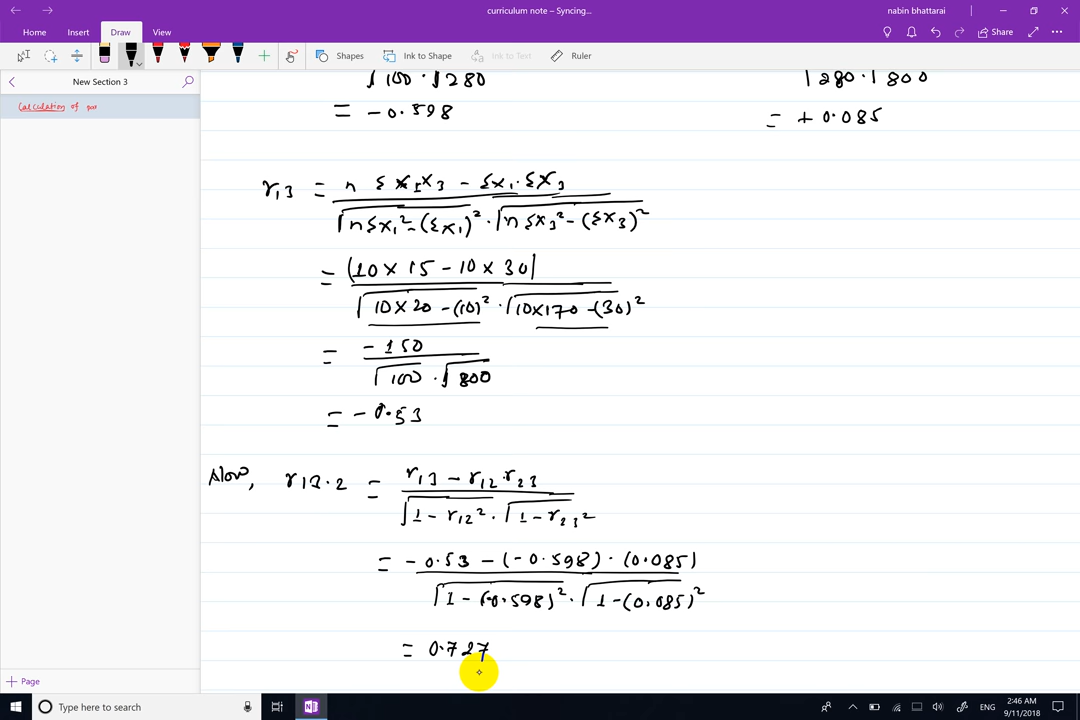 curriculum note – Syncing...
nabin bhattarai
Home Insert Draw View
Share
Shapes Ink to Shape Ink to Text Ruler
New Section 3
Calculation of par
+ Page
√100 . √280
√280 . √800
= -0.598
= +0.085
r13 = n Σx1x3 - Σx1 . Σx3
√nΣx1² - (Σx1)² . √nΣx3² - (Σx3)²
= (10 × 15 - 10 × 30)
√10×20 - (10)² . √10×170 - (30)²
= -150
√100 . √800
= -0.53
Now, r13.2 = r13 - r12 . r23
√1 - r12² . √1 - r23²
= -0.53 - (-0.598) . (0.085)
√1 - (-0.598)² . √1 - (0.085)²
= 0.727
Type here to search
ENG
2:46 AM
9/11/2018